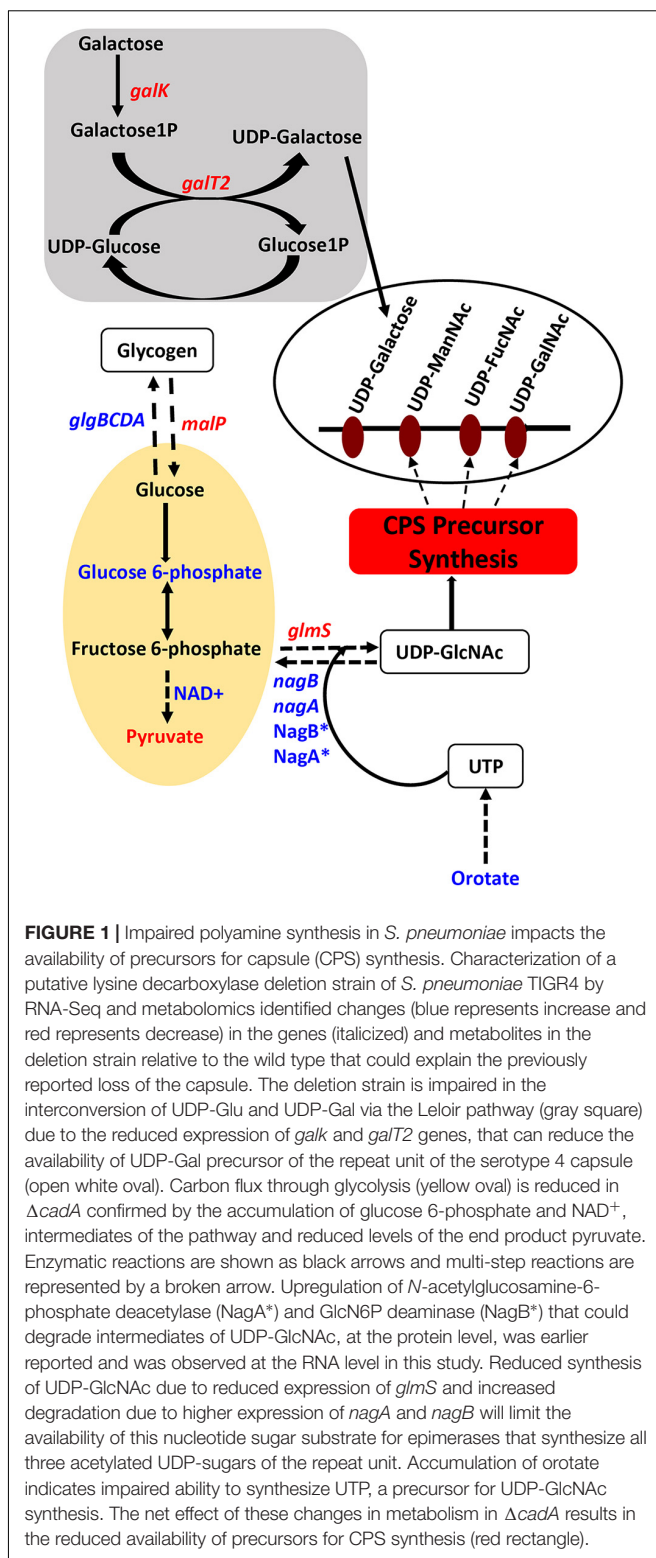 Galactose
galK
Galactose1P
UDP-Galactose
galT2
UDP-Glucose
Glucose1P
UDP-Galactose
UDP-ManNAc
UDP-FucNAc
UDP-GalNAc
Glycogen
glgBCDA
malP
Glucose
CPS Precursor
Synthesis
Glucose 6-phosphate
glmS
Fructose 6-phosphate
UDP-GlcNAc
NAD+
nagB
nagA
NagB*
NagA*
Pyruvate
UTP
Orotate
FIGURE 1 | Impaired polyamine synthesis in S. pneumoniae impacts the
availability of precursors for capsule (CPS) synthesis. Characterization of a
putative lysine decarboxylase deletion strain of S. pneumoniae TIGR4 by
RNA-Seq and metabolomics identified changes (blue represents increase and
red represents decrease) in the genes (italicized) and metabolites in the
deletion strain relative to the wild type that could explain the previously
reported loss of the capsule. The deletion strain is impaired in the
interconversion of UDP-Glu and UDP-Gal via the Leloir pathway (gray square)
due to the reduced expression of galk and galT2 genes, that can reduce the
availability of UDP-Gal precursor of the repeat unit of the serotype 4 capsule
(open white oval). Carbon flux through glycolysis (yellow oval) is reduced in
ΔcadA confirmed by the accumulation of glucose 6-phosphate and NAD+,
intermediates of the pathway and reduced levels of the end product pyruvate.
Enzymatic reactions are shown as black arrows and multi-step reactions are
represented by a broken arrow. Upregulation of N-acetylglucosamine-6-
phosphate deacetylase (NagA*) and GlcN6P deaminase (NagB*) that could
degrade intermediates of UDP-GlcNAc, at the protein level, was earlier
reported and was observed at the RNA level in this study. Reduced synthesis
of UDP-GlcNAc due to reduced expression of glmS and increased
degradation due to higher expression of nagA and nagB will limit the
availability of this nucleotide sugar substrate for epimerases that synthesize all
three acetylated UDP-sugars of the repeat unit. Accumulation of orotate
indicates impaired ability to synthesize UTP, a precursor for UDP-GlcNAc
synthesis. The net effect of these changes in metabolism in ΔcadA results in
the reduced availability of precursors for CPS synthesis (red rectangle).